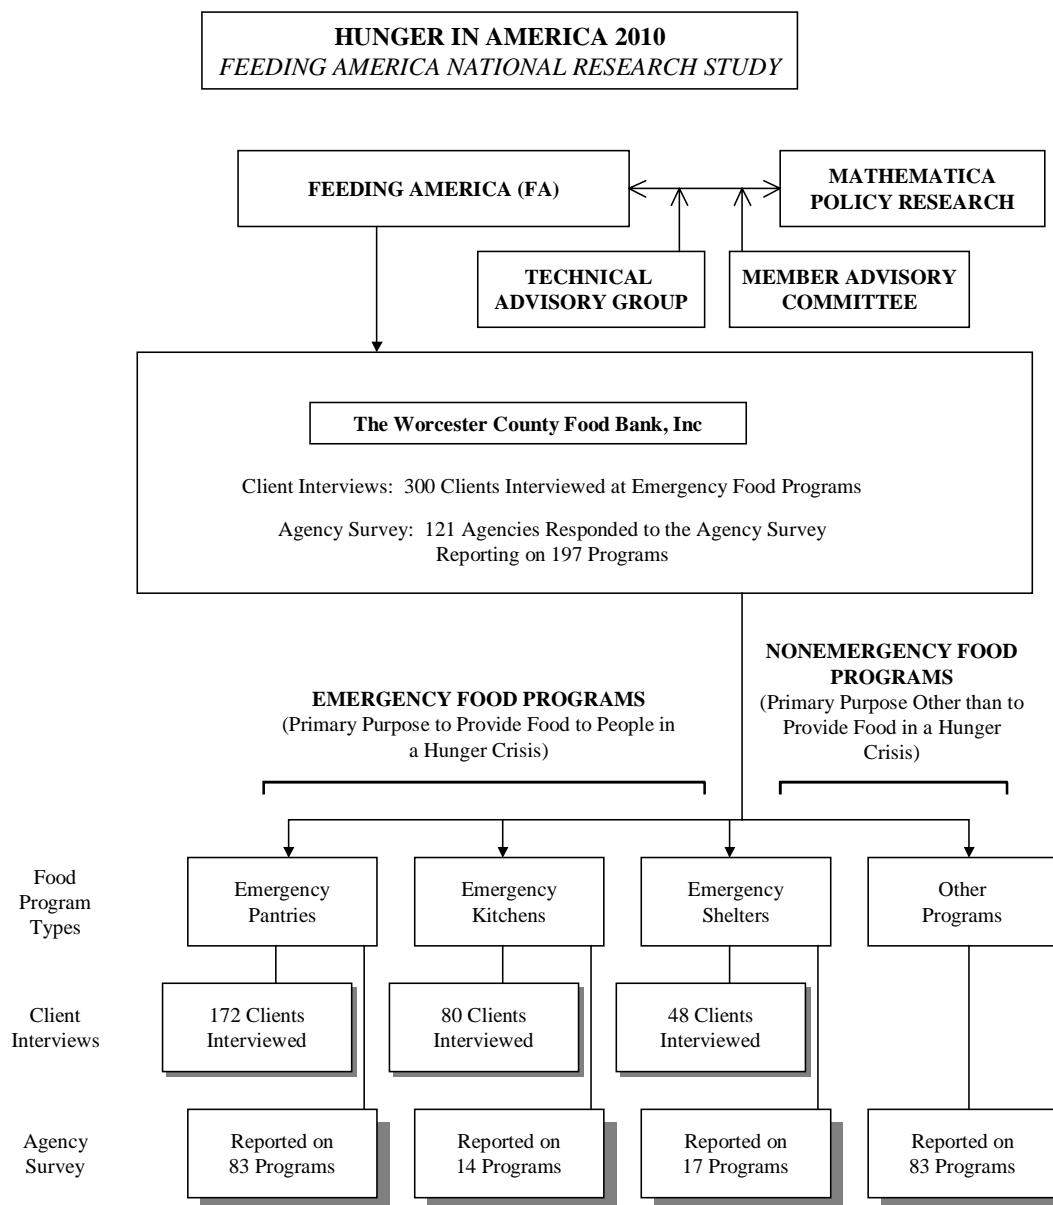 HUNGER IN AMERICA 2010
FEEDING AMERICA NATIONAL RESEARCH STUDY
FEEDING AMERICA (FA)
MATHEMATICA
POLICY RESEARCH
TECHNICAL
ADVISORY GROUP
MEMBER ADVISORY
COMMITTEE
The Worcester County Food Bank, Inc
Client Interviews:  300 Clients Interviewed at Emergency Food Programs
Agency Survey:  121 Agencies Responded to the Agency Survey
Reporting on 197 Programs
EMERGENCY FOOD PROGRAMS
(Primary Purpose to Provide Food to People in
a Hunger Crisis)
NONEMERGENCY FOOD
PROGRAMS
(Primary Purpose Other than to
Provide Food in a Hunger
Crisis)
Food
Program
Types
Emergency
Pantries
Emergency
Kitchens
Emergency
Shelters
Other
Programs
Client
Interviews
172 Clients
Interviewed
80 Clients
Interviewed
48 Clients
Interviewed
Agency
Survey
Reported on
83 Programs
Reported on
14 Programs
Reported on
17 Programs
Reported on
83 Programs